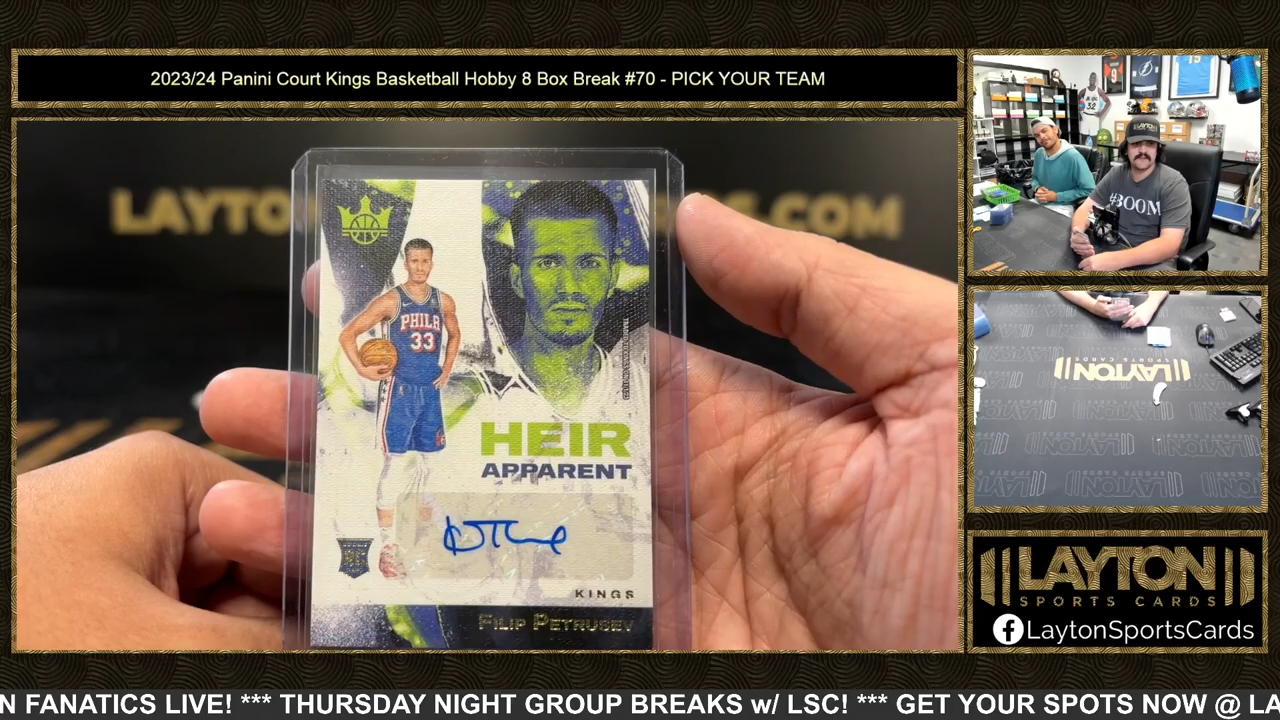 2023/24 Panini Court Kings Basketball Hobby 8 Box Break #70 - PICK YOUR TEAM
LAYTO
S.COM
PHILA
33
HEIR
APPARENT
KINGS
FILIP PETRUSEV
#BOOM
LAYTON
LAYTON
SPORTS CARDS
LaytonSportsCards
N FANATICS LIVE! *** THURSDAY NIGHT GROUP BREAKS w/ LSC! *** GET YOUR SPOTS NOW @ LA